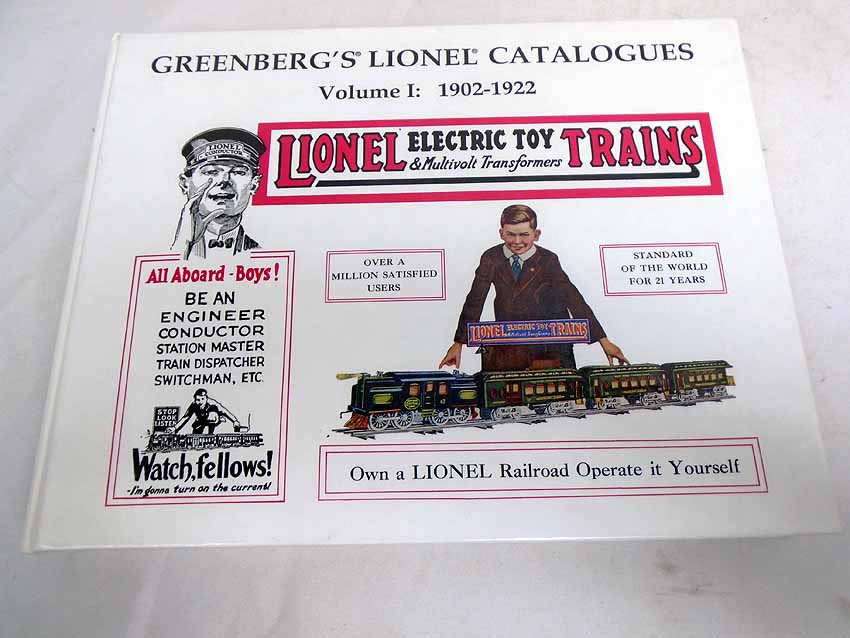 GREENBERG'S® LIONEL® CATALOGUES
Volume I: 1902-1922
LIONEL CONDUCTOR
LIONEL ELECTRIC TOY TRAINS
& Multivolt Transformers
All Aboard - Boys!
BE AN
ENGINEER
CONDUCTOR
STATION MASTER
TRAIN DISPATCHER
SWITCHMAN, ETC.
STOP
LOOK
LISTEN
Watch, fellows!
-I'm gonna turn on the current!
OVER A
MILLION SATISFIED
USERS
STANDARD
OF THE WORLD
FOR 21 YEARS
LIONEL ELECTRIC TOY TRAINS
& Multivolt Transformers
42
Own a LIONEL Railroad Operate it Yourself